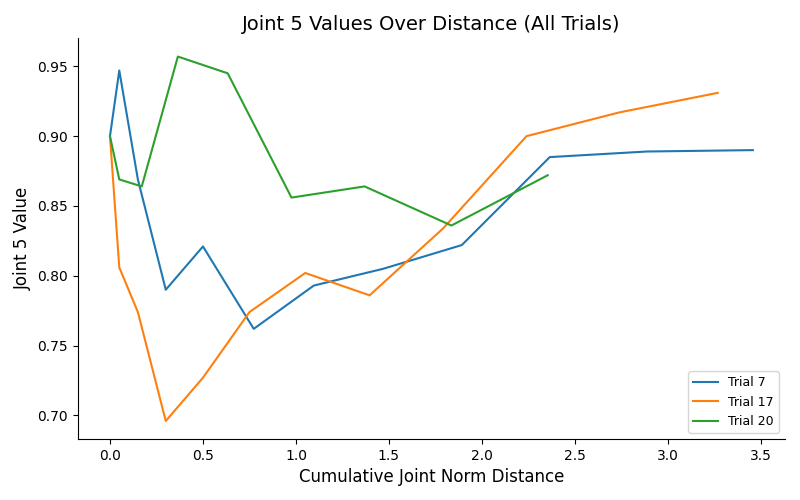 Joint 5 Values Over Distance (All Trials)
Joint 5 Value
0.95
0.90
0.85
0.80
0.75
0.70
0.0 0.5 1.0 1.5 2.0 2.5 3.0 3.5
Cumulative Joint Norm Distance
Trial 7
Trial 17
Trial 20